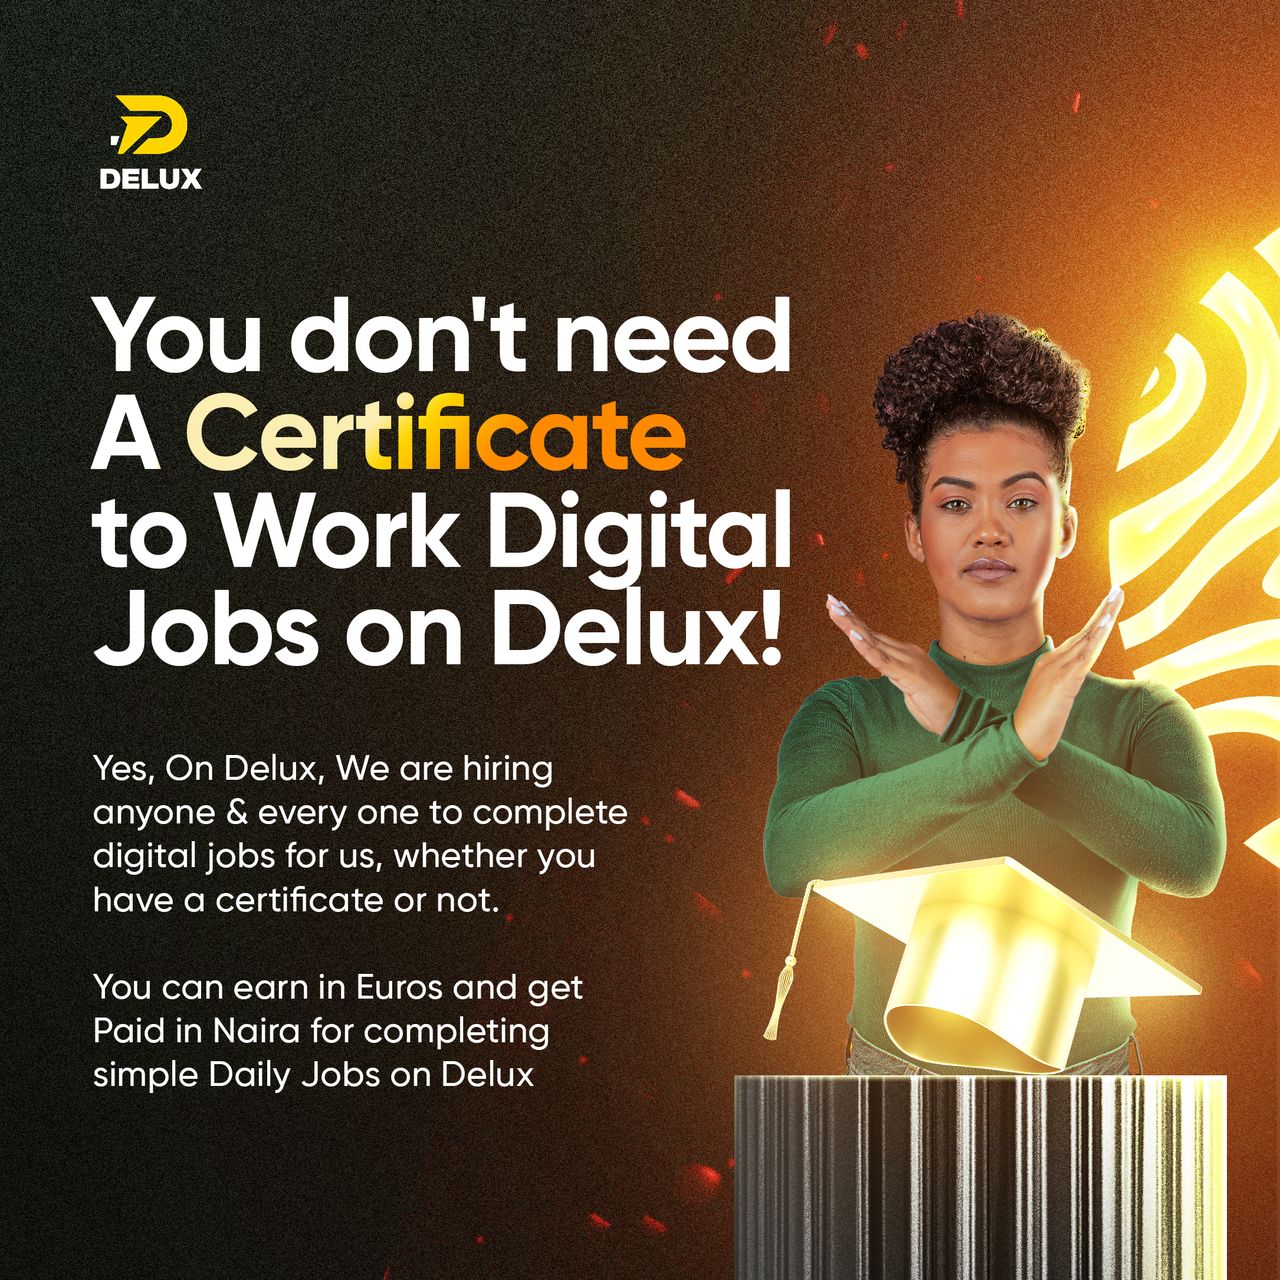 DELUX
You don't need
A Certificate
to Work Digital
Jobs on Delux!
Yes, On Delux, We are hiring
anyone & every one to complete
digital jobs for us, whether you
have a certificate or not.
You can earn in Euros and get
Paid in Naira for completing
simple Daily Jobs on Delux